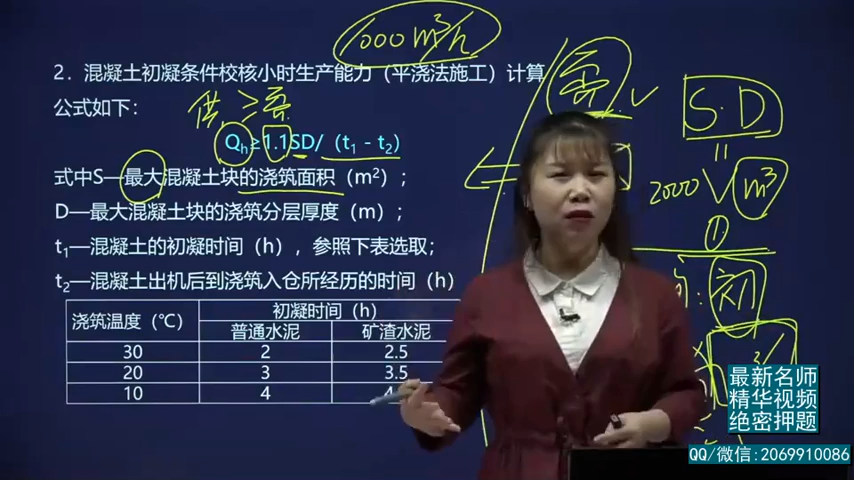 1000 m³/h
2．混凝土初凝条件校核小时生产能力（平浇法施工）计算
公式如下：
供 ≥ 需
需
S·D
Qh≥1.1SD/（t₁﹣t₂）
式中S—最大混凝土块的浇筑面积（m²）；
2000 V m³
D—最大混凝土块的浇筑分层厚度（m）；
t₁—混凝土的初凝时间（h），参照下表选取；
初
t₂—混凝土出机后到浇筑入仓所经历的时间（h）
浇筑温度（℃） 初凝时间（h）
普通水泥 矿渣水泥
30 2 2.5
20 3 3.5
10 4
最新名师
精华视频
绝密押题
QQ/微信:2069910086